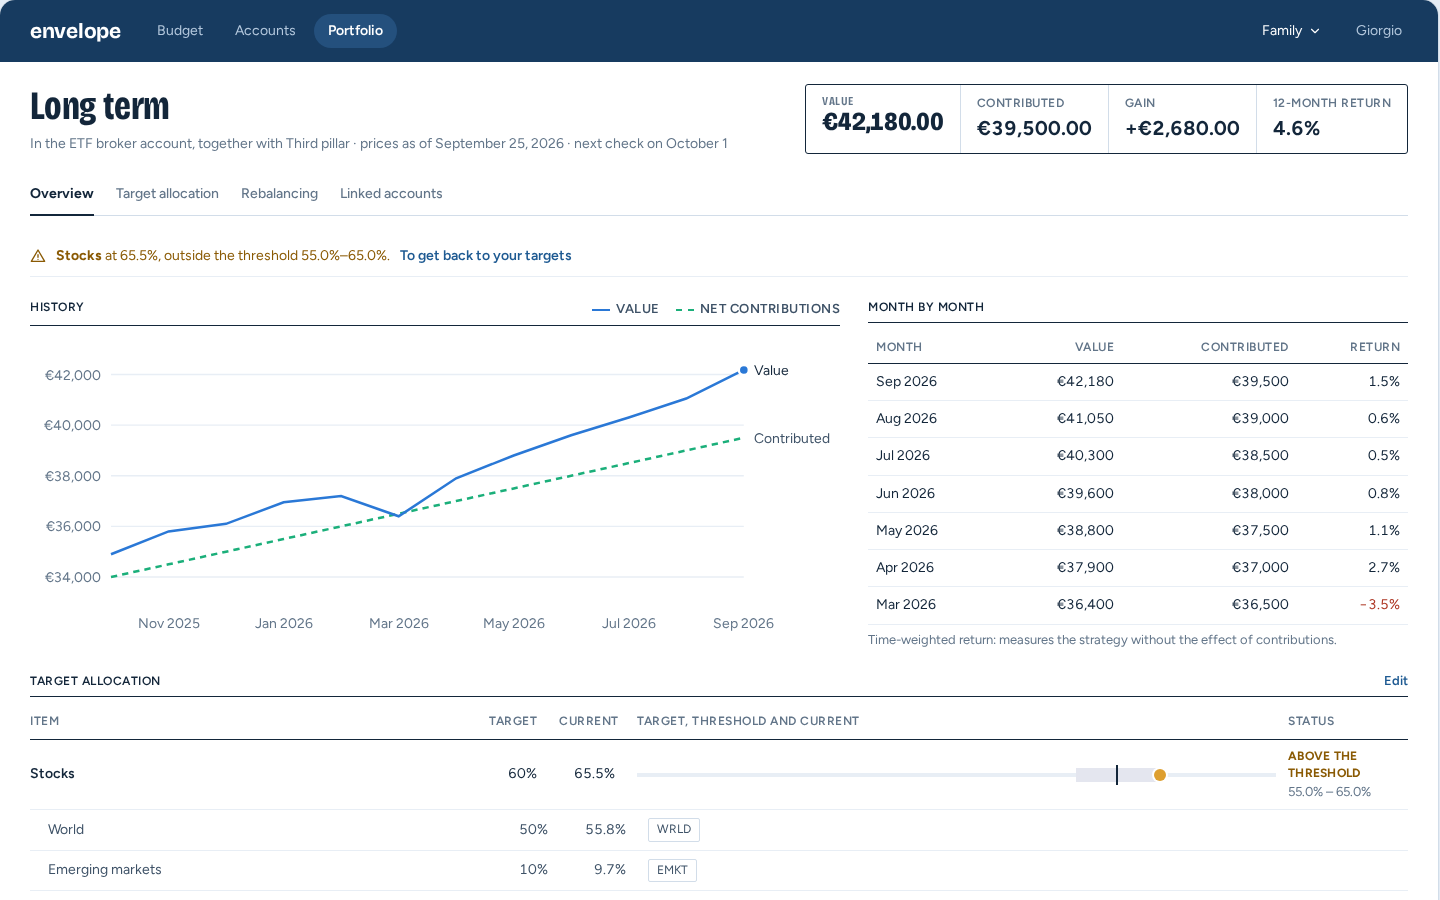 envelope Budget Accounts Portfolio Family Giorgio
Long term
In the ETF broker account, together with Third pillar · prices as of September 25, 2026 · next check on October 1
VALUE
€42,180.00
CONTRIBUTED
€39,500.00
GAIN
+€2,680.00
12-MONTH RETURN
4.6%
Overview Target allocation Rebalancing Linked accounts
Stocks at 65.5%, outside the threshold 55.0%–65.0%. To get back to your targets
HISTORY
VALUE NET CONTRIBUTIONS
€42,000
€40,000
€38,000
€36,000
€34,000
Value
Contributed
Nov 2025 Jan 2026 Mar 2026 May 2026 Jul 2026 Sep 2026
MONTH BY MONTH
MONTH VALUE CONTRIBUTED RETURN
Sep 2026 €42,180 €39,500 1.5%
Aug 2026 €41,050 €39,000 0.6%
Jul 2026 €40,300 €38,500 0.5%
Jun 2026 €39,600 €38,000 0.8%
May 2026 €38,800 €37,500 1.1%
Apr 2026 €37,900 €37,000 2.7%
Mar 2026 €36,400 €36,500 −3.5%
Time-weighted return: measures the strategy without the effect of contributions.
TARGET ALLOCATION Edit
ITEM TARGET CURRENT TARGET, THRESHOLD AND CURRENT STATUS
Stocks 60% 65.5%
ABOVE THE
THRESHOLD
55.0% – 65.0%
World 50% 55.8% WRLD
Emerging markets 10% 9.7% EMKT